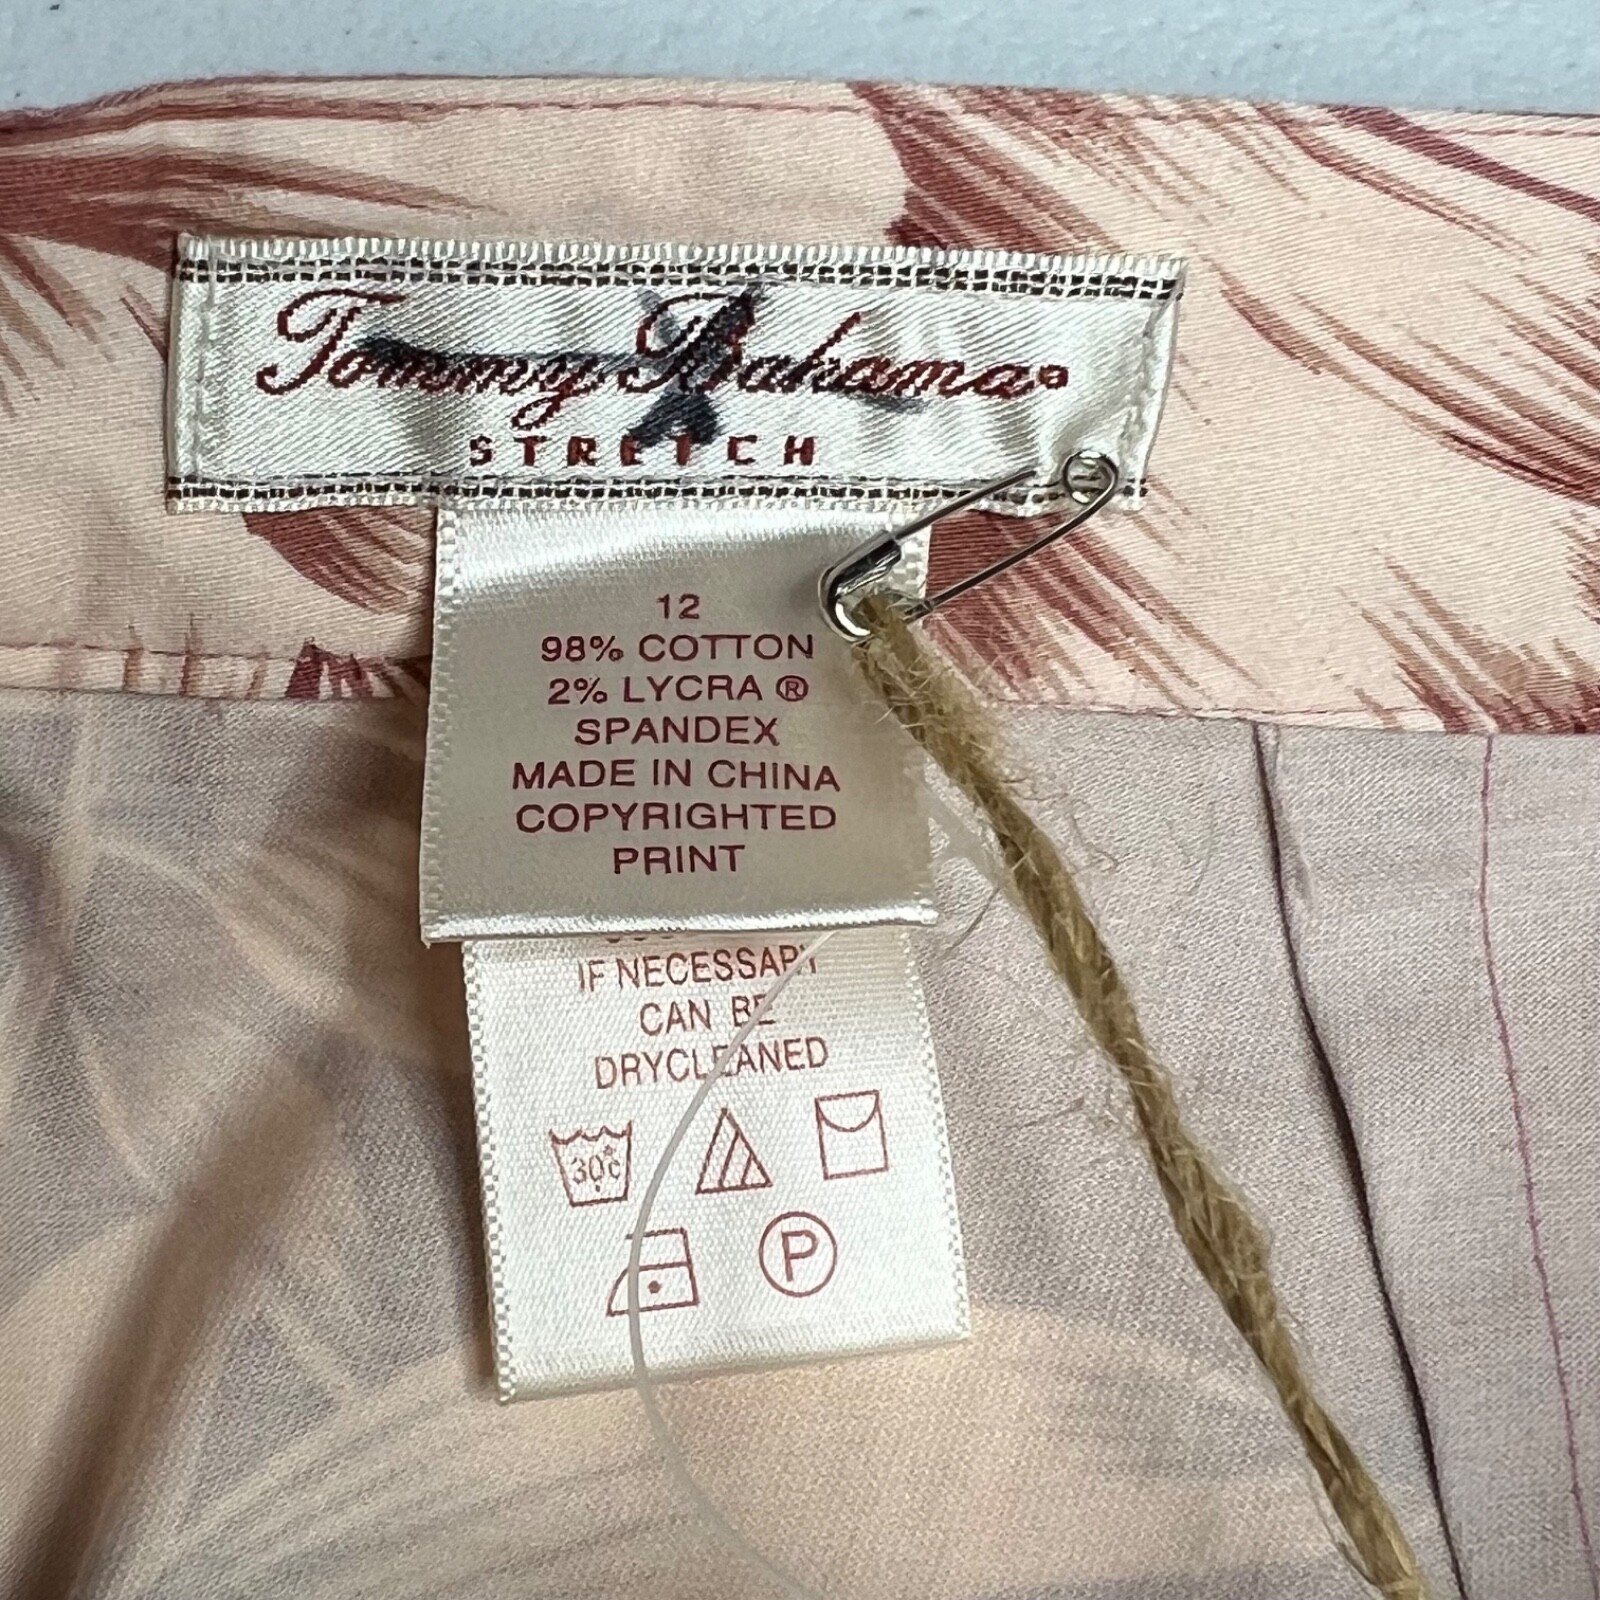 Tommy Bahama
STRETCH
12
98% COTTON
2% LYCRA ®
SPANDEX
MADE IN CHINA
COPYRIGHTED
PRINT
IF NECESSARY
CAN BE
DRYCLEANED
30°c
P